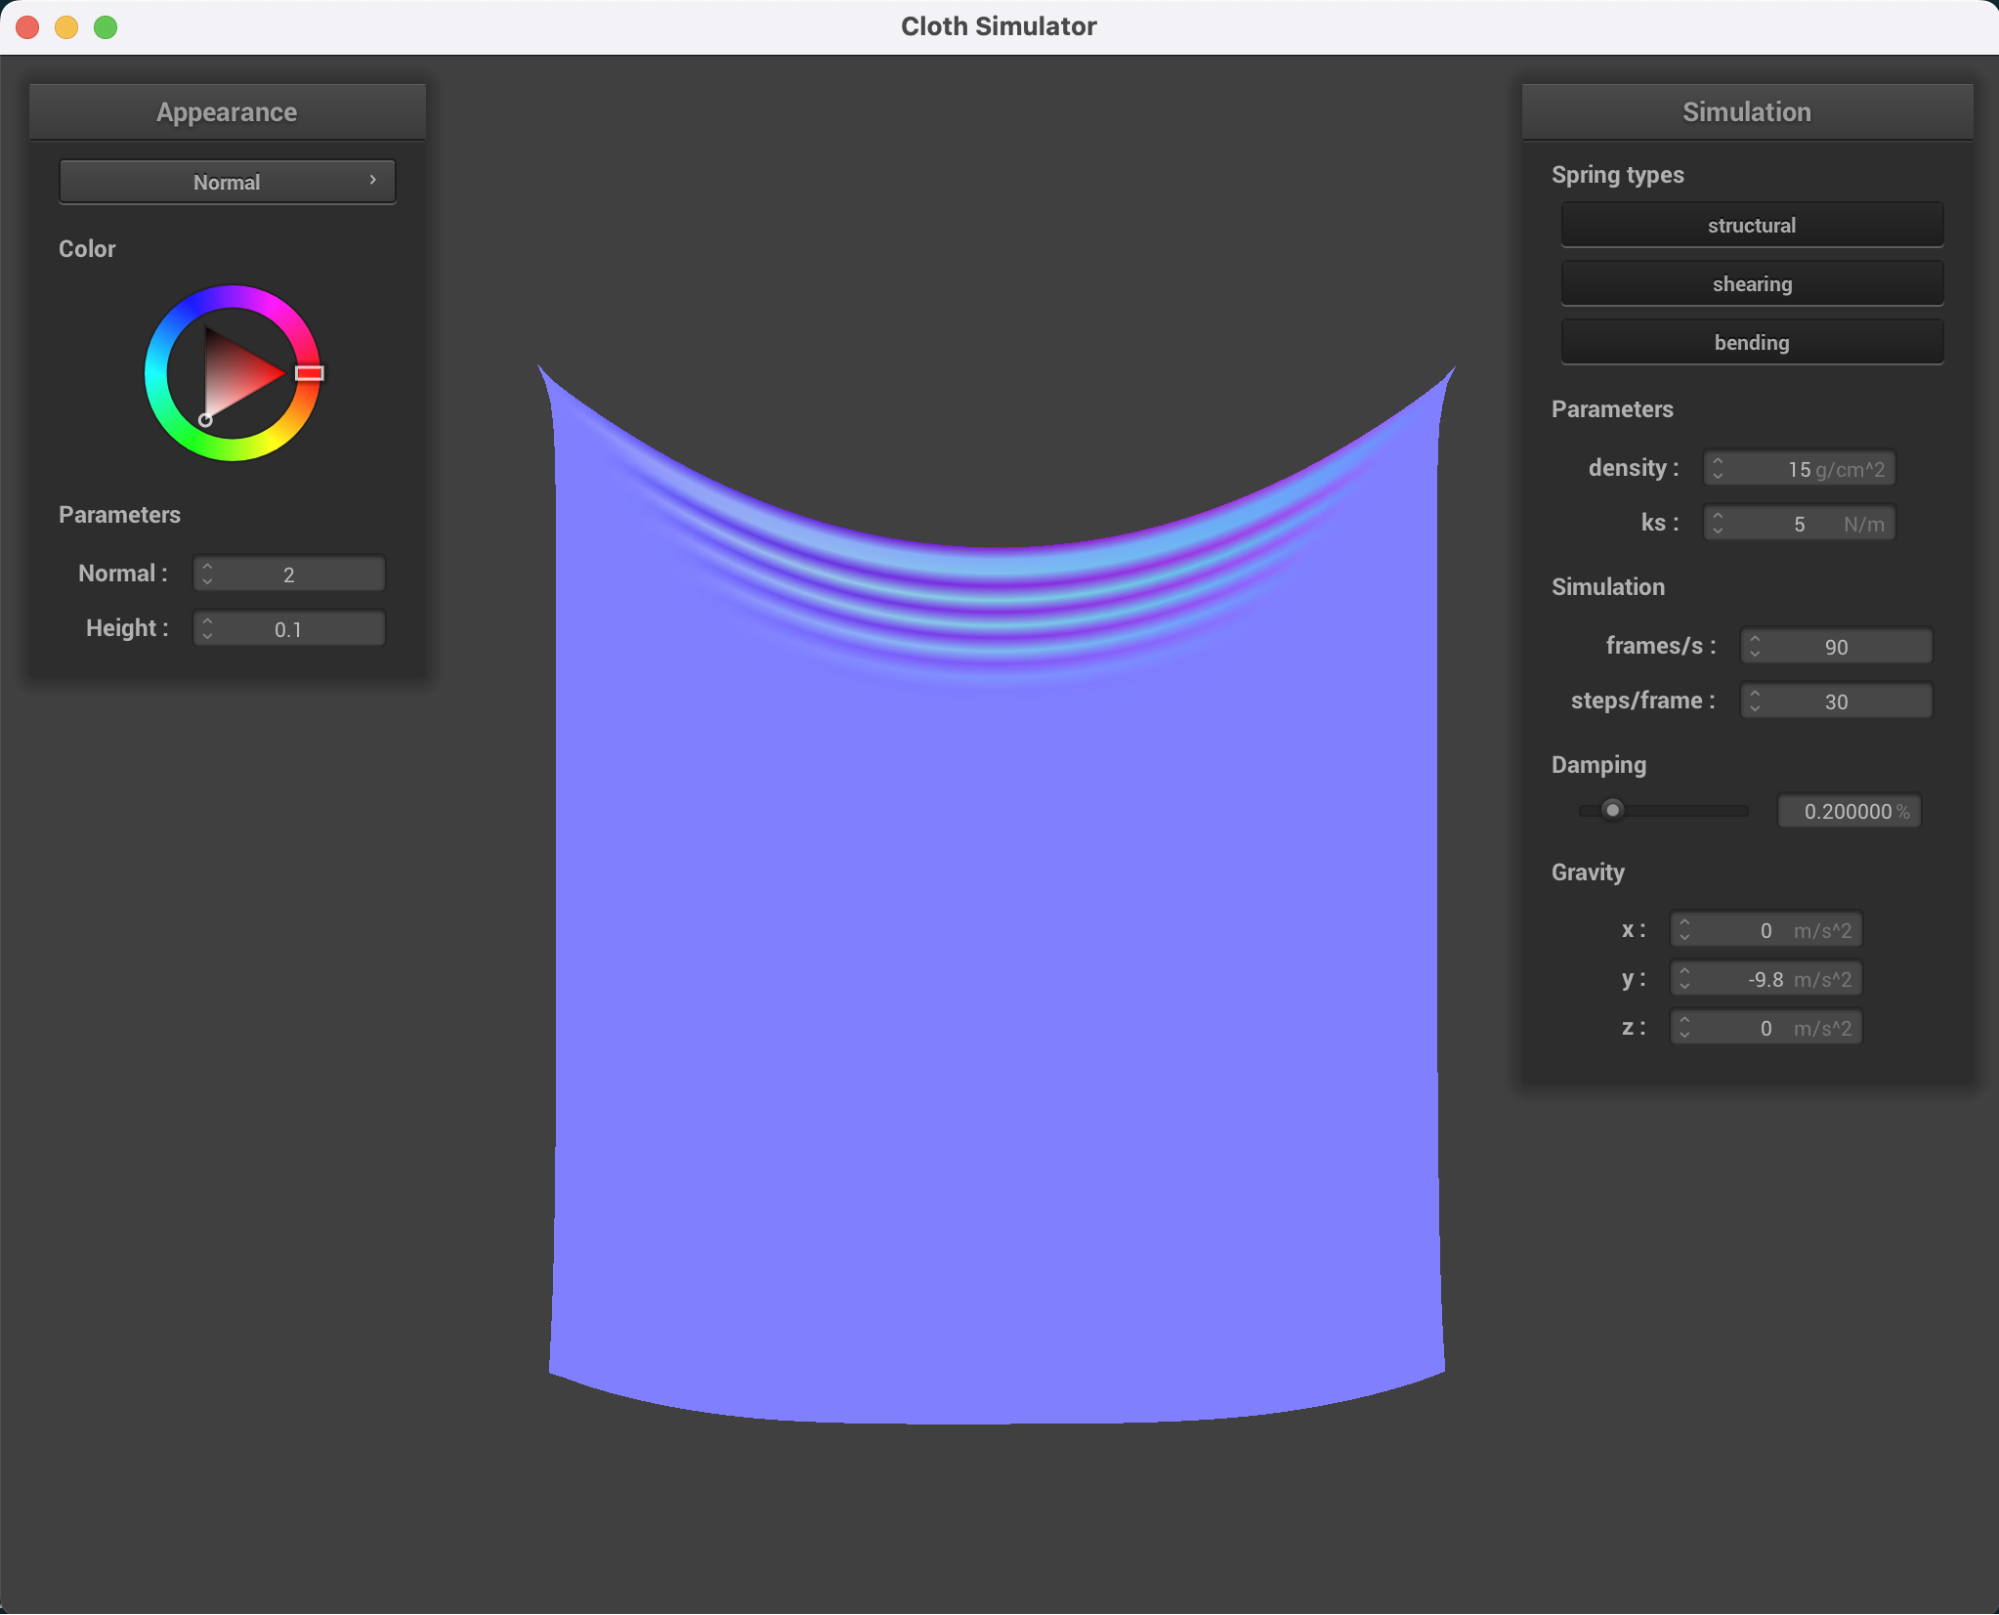 Cloth Simulator
Appearance
Normal
Color
Parameters
Normal : 2
Height : 0.1
Simulation
Spring types
structural
shearing
bending
Parameters
density : 15 g/cm^2
ks : 5 N/m
Simulation
frames/s : 90
steps/frame : 30
Damping
0.200000 %
Gravity
x : 0 m/s^2
y : -9.8 m/s^2
z : 0 m/s^2